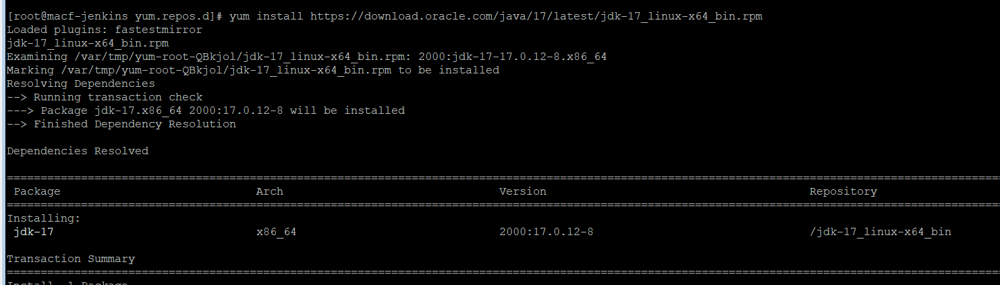 [root@macf-jenkins yum.repos.d]# yum install https://download.oracle.com/java/17/latest/jdk-17_linux-x64_bin.rpm
Loaded plugins: fastestmirror
jdk-17_linux-x64_bin.rpm
Examining /var/tmp/yum-root-QBkjol/jdk-17_linux-x64_bin.rpm: 2000:jdk-17-17.0.12-8.x86_64
Marking /var/tmp/yum-root-QBkjol/jdk-17_linux-x64_bin.rpm to be installed
Resolving Dependencies
--> Running transaction check
---> Package jdk-17.x86_64 2000:17.0.12-8 will be installed
--> Finished Dependency Resolution
Dependencies Resolved
Package Arch Version Repository
Installing:
jdk-17 x86_64 2000:17.0.12-8 /jdk-17_linux-x64_bin
Transaction Summary
Install 1 Package